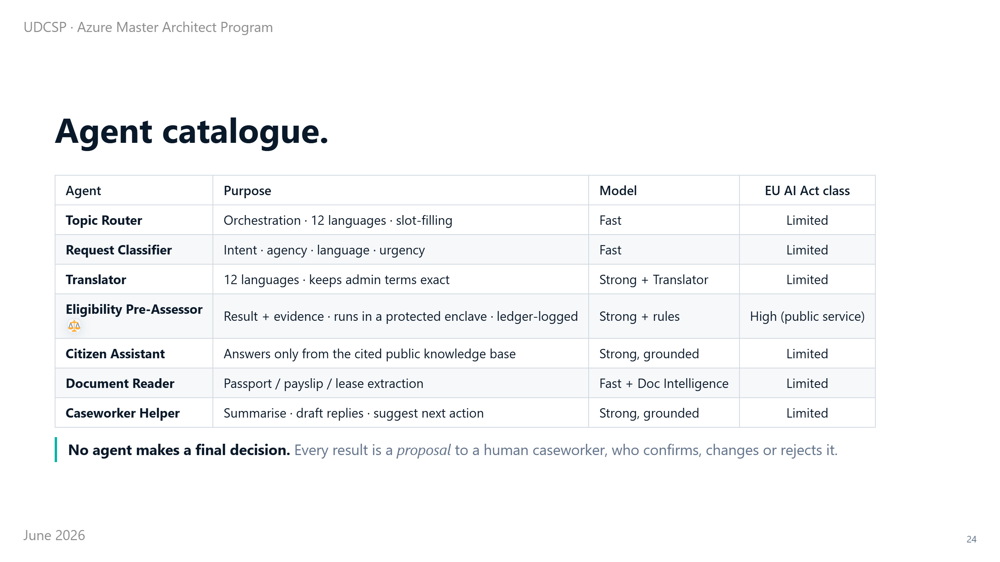 UDCSP · Azure Master Architect Program
Agent catalogue.
Agent Purpose Model EU AI Act class
Topic Router Orchestration · 12 languages · slot-filling Fast Limited
Request Classifier Intent · agency · language · urgency Fast Limited
Translator 12 languages · keeps admin terms exact Strong + Translator Limited
Eligibility Pre-Assessor ⚖️ Result + evidence · runs in a protected enclave · ledger-logged Strong + rules High (public service)
Citizen Assistant Answers only from the cited public knowledge base Strong, grounded Limited
Document Reader Passport / payslip / lease extraction Fast + Doc Intelligence Limited
Caseworker Helper Summarise · draft replies · suggest next action Strong, grounded Limited
No agent makes a final decision. Every result is a proposal to a human caseworker, who confirms, changes or rejects it.
June 2026
24